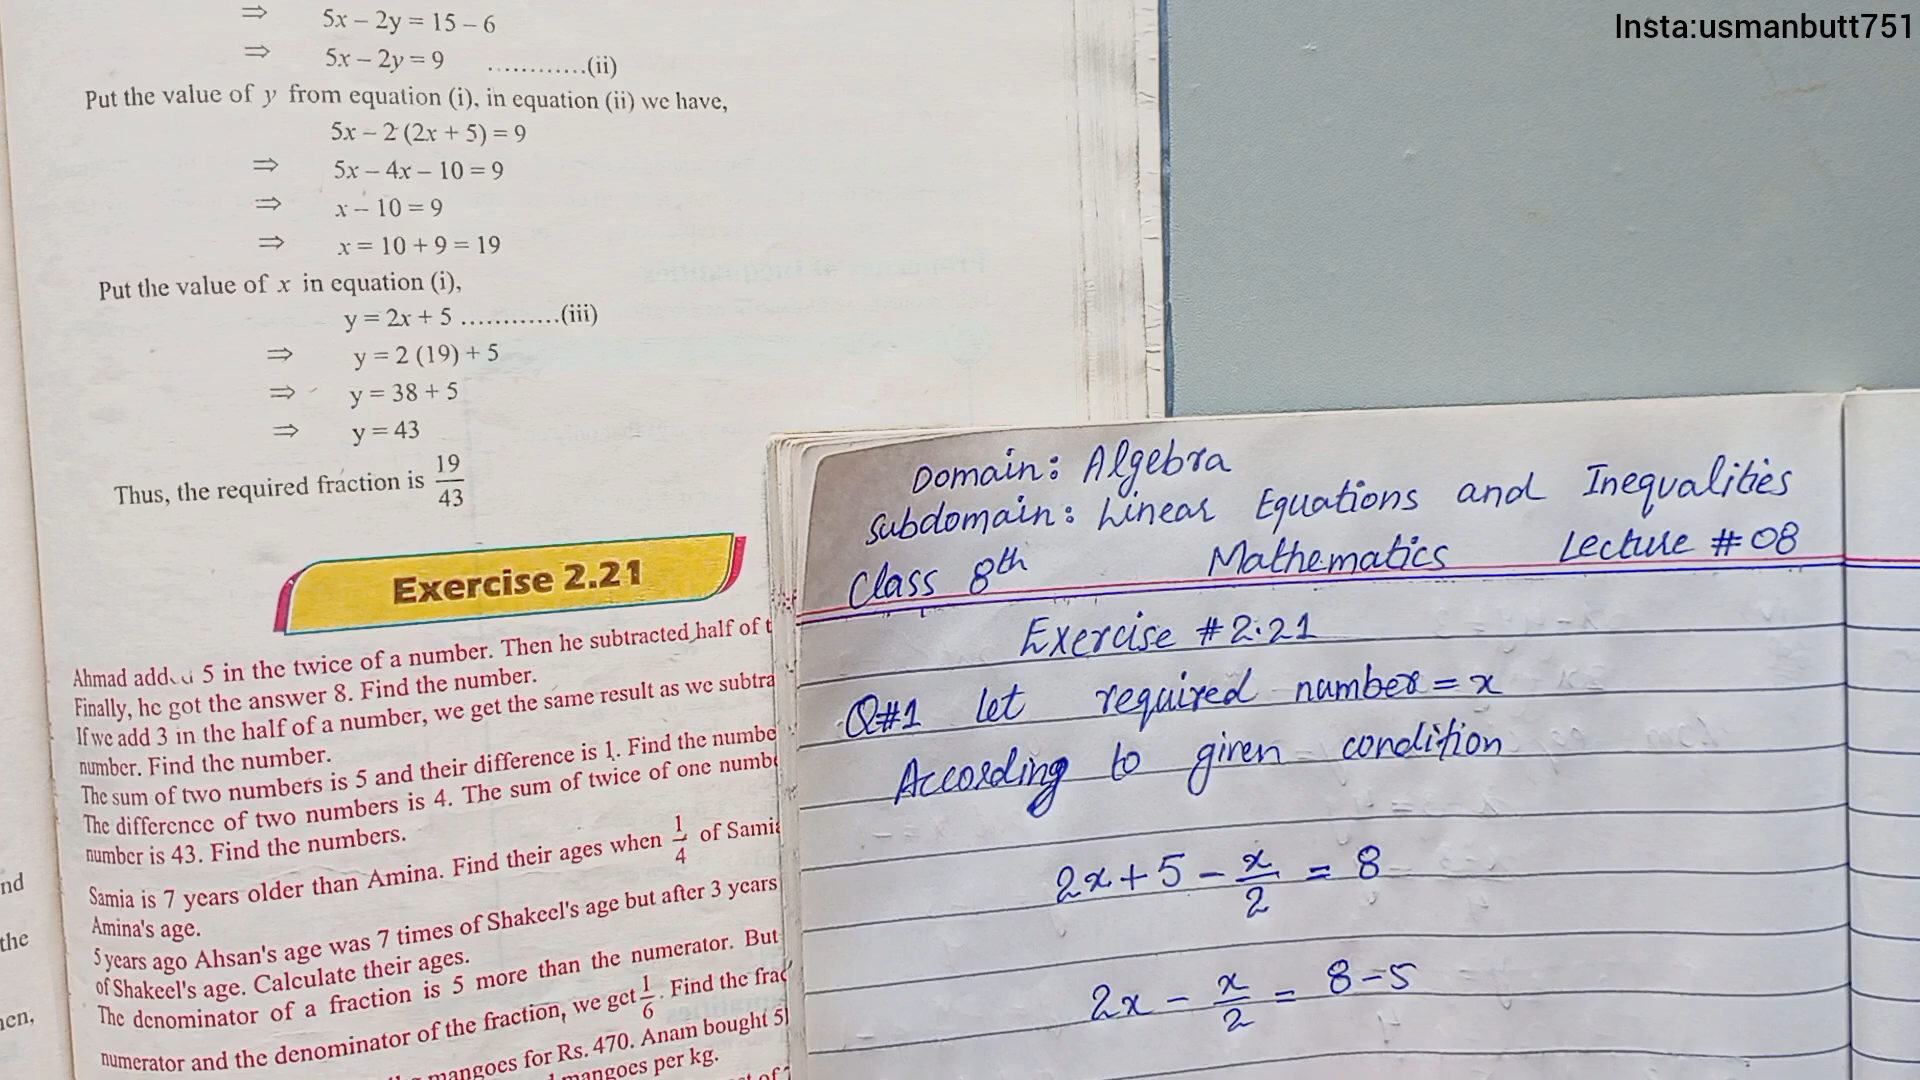 Insta:usmanbutt751
⇒ 5x – 2y = 15 – 6
⇒ 5x – 2y = 9 ............(ii)
Put the value of y from equation (i), in equation (ii) we have,
5x – 2 (2x + 5) = 9
⇒ 5x – 4x – 10 = 9
⇒ x – 10 = 9
⇒ x = 10 + 9 = 19
Put the value of x in equation (i),
y = 2x + 5 ............(iii)
⇒ y = 2 (19) + 5
⇒ y = 38 + 5
⇒ y = 43
Thus, the required fraction is 19/43
Exercise 2.21
Ahmad added 5 in the twice of a number. Then he subtracted half of t
Finally, he got the answer 8. Find the number.
If we add 3 in the half of a number, we get the same result as we subtra
number. Find the number.
The sum of two numbers is 5 and their difference is 1. Find the numbe
The difference of two numbers is 4. The sum of twice of one numb
number is 43. Find the numbers.
Samia is 7 years older than Amina. Find their ages when 1/4 of Samia
Amina's age.
5 years ago Ahsan's age was 7 times of Shakeel's age but after 3 years
of Shakeel's age. Calculate their ages.
The denominator of a fraction is 5 more than the numerator. But
numerator and the denominator of the fraction, we get 1/6. Find the frac
mangoes for Rs. 470. Anam bought 5
mangoes per kg.
nd
the
Domain: Algebra
Subdomain: Linear Equations and Inequalities
Class 8th Mathematics Lecture # 08
Exercise # 2.21
Q#1 Let required number = x
According to given condition
2x + 5 - x/2 = 8
2x - x/2 = 8 - 5